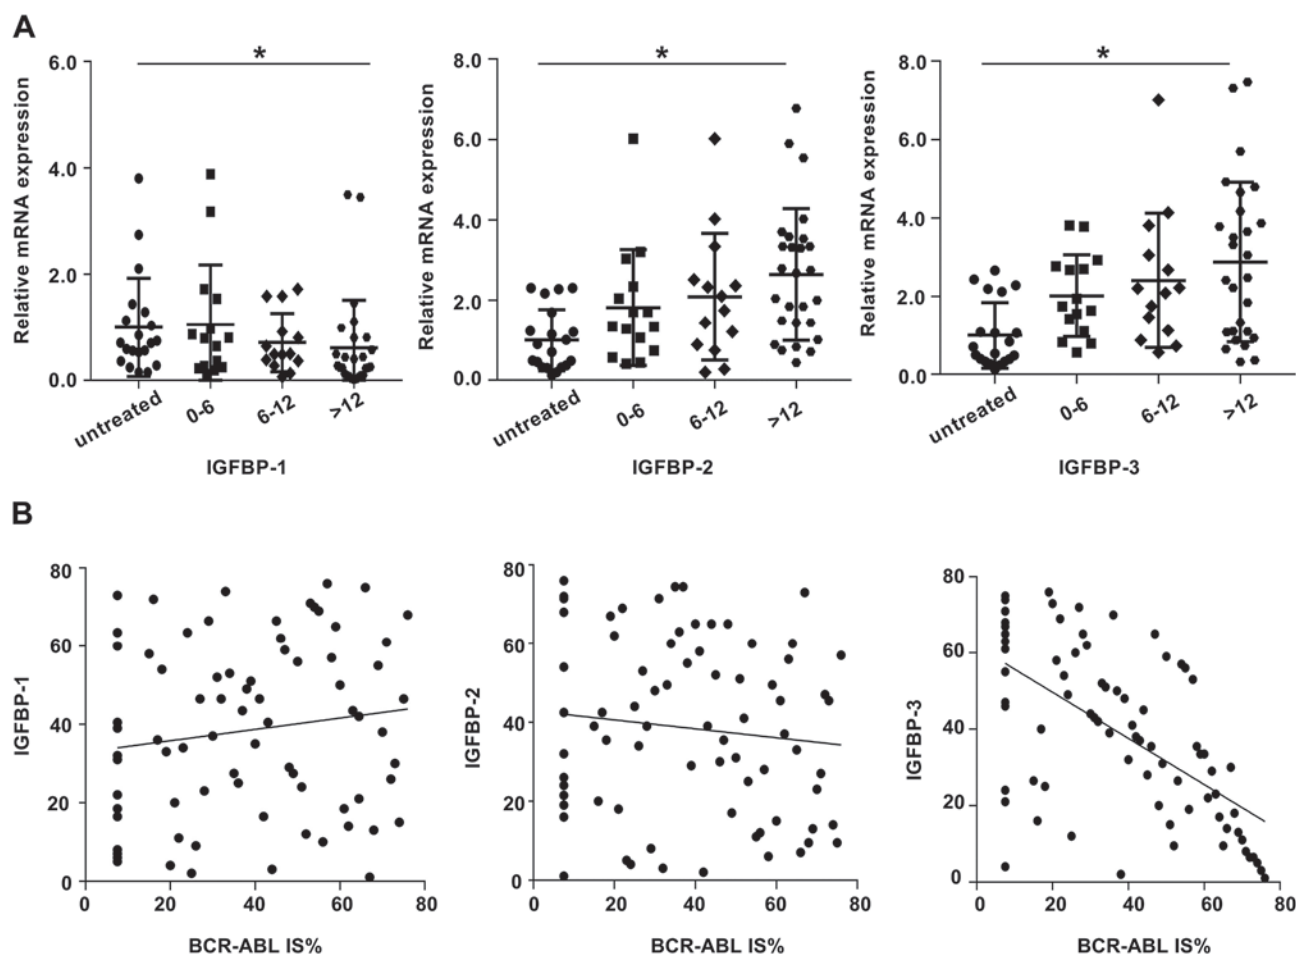 A
*
6.0
4.0
2.0
0.0
Relative mRNA expression
untreated
0-6
6-12
>12
IGFBP-1
*
8.0
6.0
4.0
2.0
0.0
Relative mRNA expression
untreated
0-6
6-12
>12
IGFBP-2
*
8.0
6.0
4.0
2.0
0.0
Relative mRNA expression
untreated
0-6
6-12
>12
IGFBP-3
B
80
60
40
20
0
IGFBP-1
0 20 40 60 80
BCR-ABL IS%
80
60
40
20
0
IGFBP-2
0 20 40 60 80
BCR-ABL IS%
80
60
40
20
0
IGFBP-3
0 20 40 60 80
BCR-ABL IS%